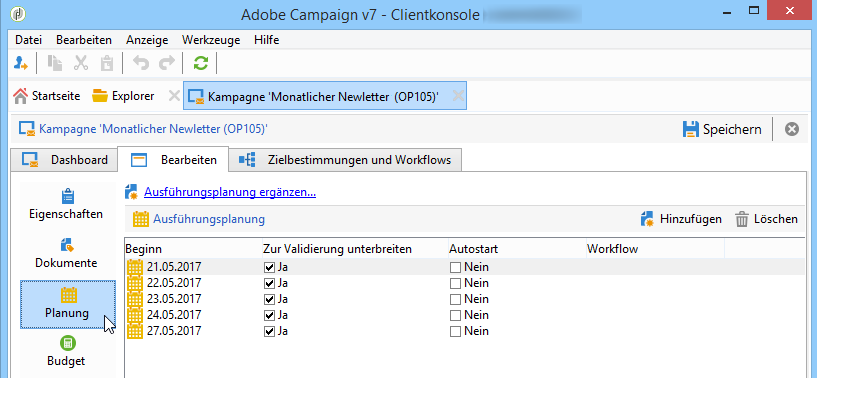 Adobe Campaign v7 - Clientkonsole
Datei Bearbeiten Anzeige Werkzeuge Hilfe
Startseite Explorer Kampagne 'Monatlicher Newletter (OP105)'
Kampagne 'Monatlicher Newletter (OP105)' Speichern
Dashboard Bearbeiten Zielbestimmungen und Workflows
Eigenschaften
Dokumente
Planung
Budget
Ausführungsplanung ergänzen...
Ausführungsplanung Hinzufügen Löschen
Beginn Zur Validierung unterbreiten Autostart Workflow
21.05.2017 Ja Nein
22.05.2017 Ja Nein
23.05.2017 Ja Nein
24.05.2017 Ja Nein
27.05.2017 Ja Nein